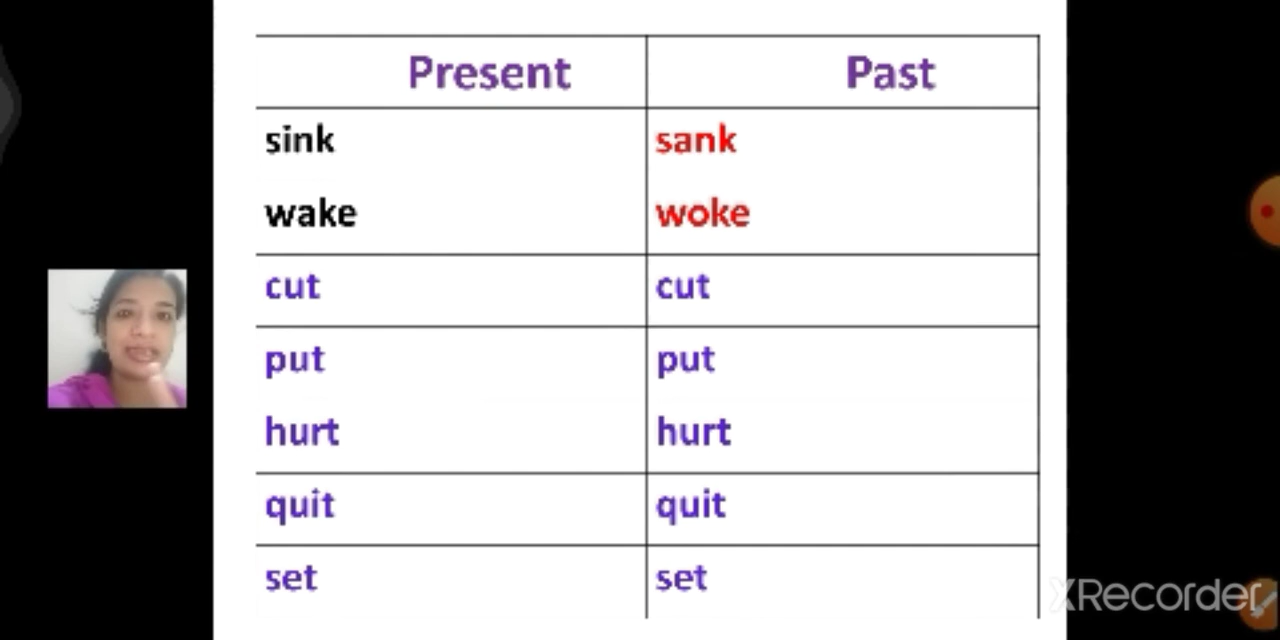 Present Past
sink sank
wake woke
cut cut
put put
hurt hurt
quit quit
set set
XRecorder